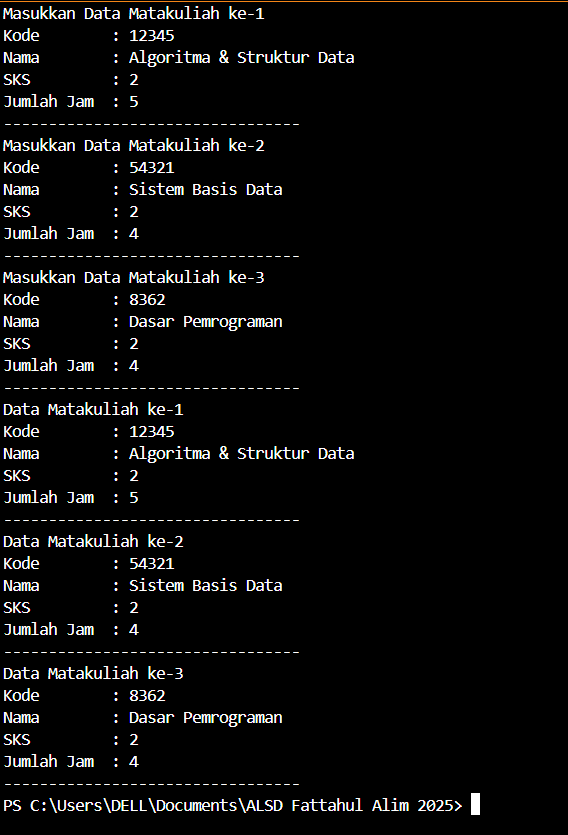 Masukkan Data Matakuliah ke-1
Kode        : 12345
Nama        : Algoritma & Struktur Data
SKS         : 2
Jumlah Jam  : 5
---------------------------------
Masukkan Data Matakuliah ke-2
Kode        : 54321
Nama        : Sistem Basis Data
SKS         : 2
Jumlah Jam  : 4
---------------------------------
Masukkan Data Matakuliah ke-3
Kode        : 8362
Nama        : Dasar Pemrograman
SKS         : 2
Jumlah Jam  : 4
---------------------------------
Data Matakuliah ke-1
Kode        : 12345
Nama        : Algoritma & Struktur Data
SKS         : 2
Jumlah Jam  : 5
---------------------------------
Data Matakuliah ke-2
Kode        : 54321
Nama        : Sistem Basis Data
SKS         : 2
Jumlah Jam  : 4
---------------------------------
Data Matakuliah ke-3
Kode        : 8362
Nama        : Dasar Pemrograman
SKS         : 2
Jumlah Jam  : 4
---------------------------------
PS C:\Users\DELL\Documents\ALSD Fattahul Alim 2025>